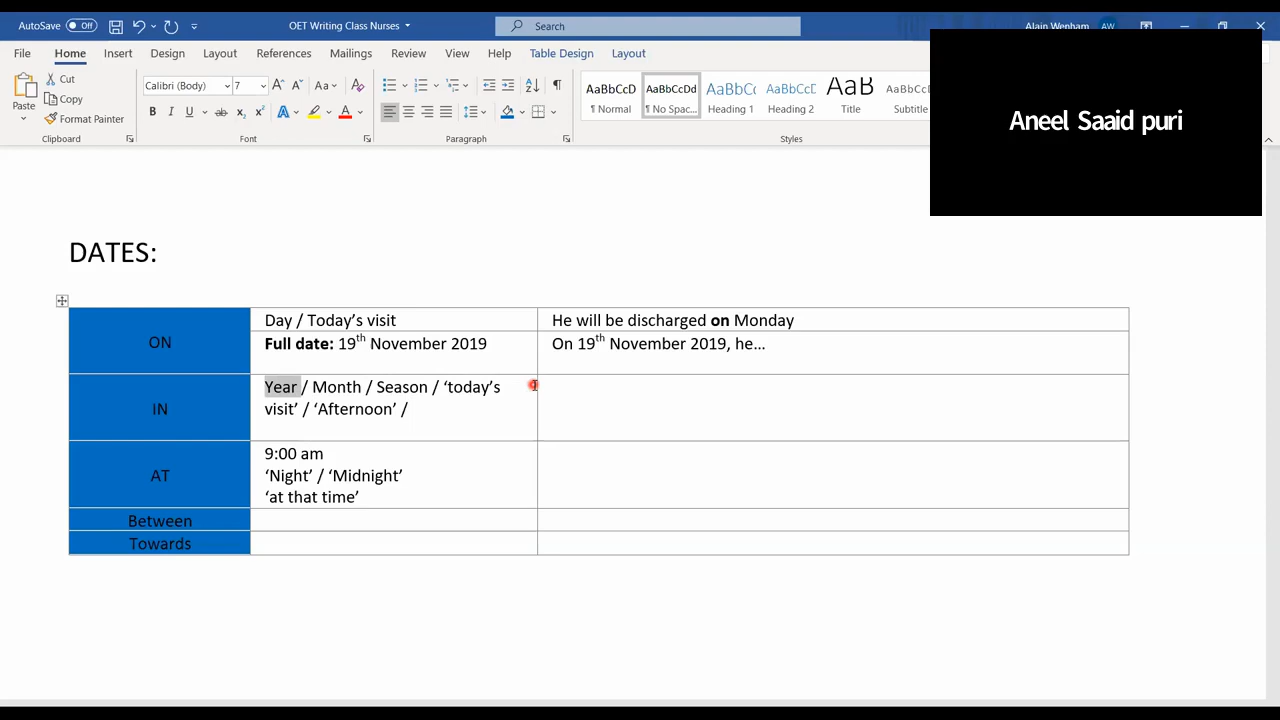 AutoSave Off OET Writing Class Nurses Search Alain Wenham AW
File Home Insert Design Layout References Mailings Review View Help Table Design Layout
Aneel Saaid puri
Paste Cut Copy Format Painter
Calibri (Body) 7
AaBbCcD ¶ Normal
AaBbCcDd ¶ No Spac...
AaBbCc Heading 1
AaBbCcD Heading 2
AaB Title
AaBbCcD Subtitle
Clipboard Font Paragraph Styles
DATES:
ON
Day / Today’s visit
He will be discharged on Monday
Full date: 19th November 2019
On 19th November 2019, he…
IN
Year / Month / Season / ‘today’s
visit’ / ‘Afternoon’ /
AT
9:00 am
‘Night’ / ‘Midnight’
‘at that time’
Between
Towards